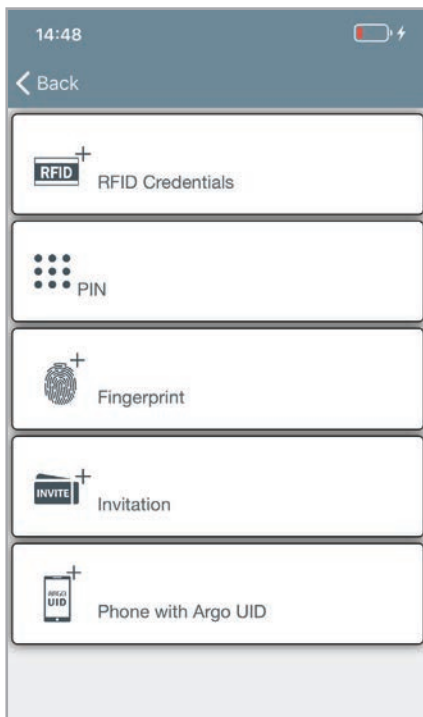 14:48
Back
RFID
RFID Credentials
PIN
Fingerprint
INVITE
Invitation
ARGO
UID
Phone with Argo UID